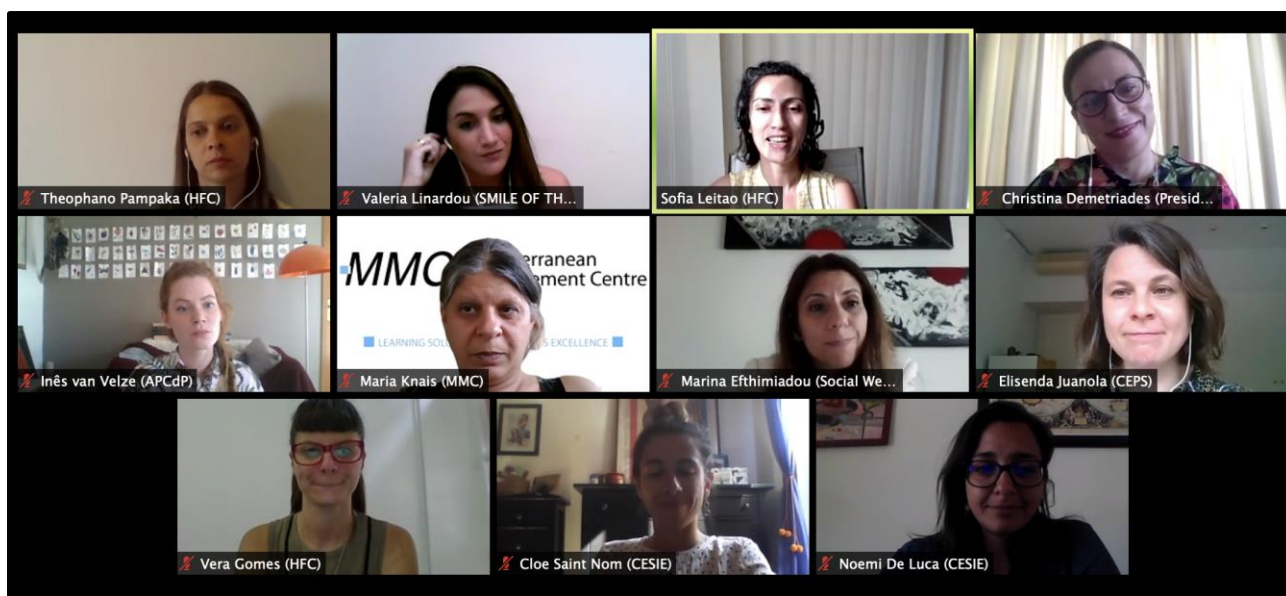 Theophano Pampaka (HFC)
Valeria Linardou (SMILE OF TH...
Sofia Leitao (HFC)
Christina Demetriades (Presid...
Inês van Velze (APCdP)
MMC
erranean
ement Centre
LEARNING SOL
S EXCELLENCE
Maria Knais (MMC)
Marina Efthimiadou (Social We...
Elisenda Juanola (CEPS)
Vera Gomes (HFC)
Cloe Saint Nom (CESIE)
Noemi De Luca (CESIE)